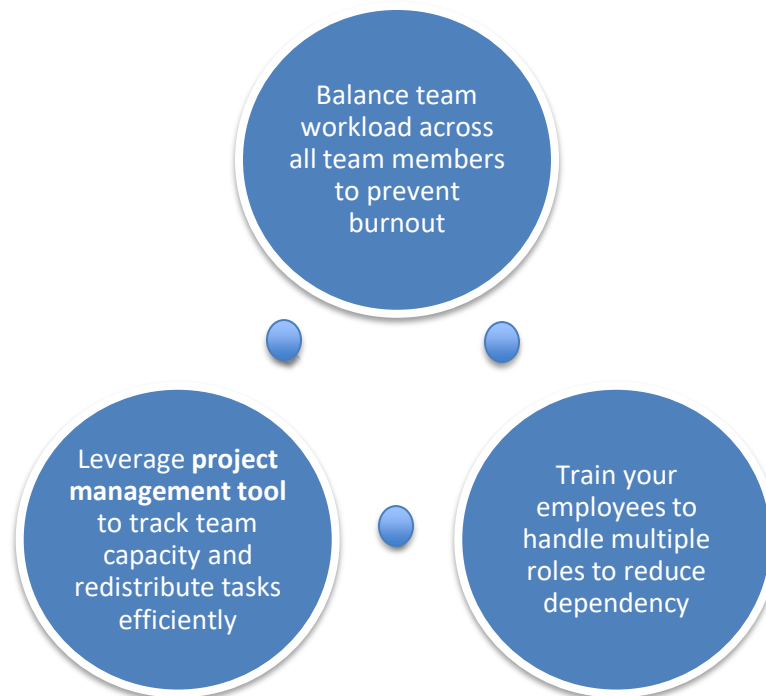 Balance team
workload across
all team members
to prevent
burnout
Leverage project
management tool
to track team
capacity and
redistribute tasks
efficiently
Train your
employees to
handle multiple
roles to reduce
dependency